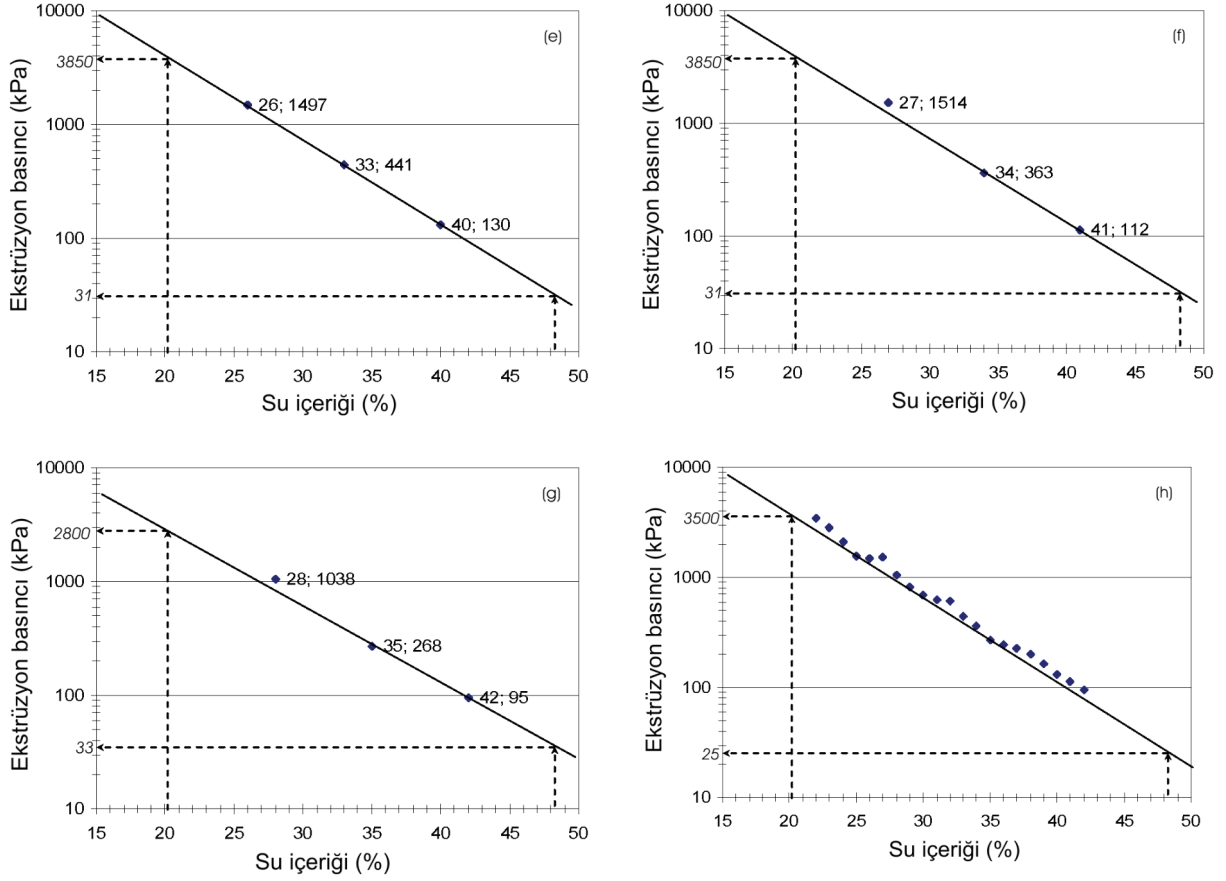 (e)
Ekstrüzyon basıncı (kPa)
10000
3850
1000
100
31
10
26; 1497
33; 441
40; 130
15 20 25 30 35 40 45 50
Su içeriği (%)
(f)
Ekstrüzyon basıncı (kPa)
10000
3850
1000
100
31
10
27; 1514
34; 363
41; 112
15 20 25 30 35 40 45 50
Su içeriği (%)
(g)
Ekstrüzyon basıncı (kPa)
10000
2800
1000
100
33
10
28; 1038
35; 268
42; 95
15 20 25 30 35 40 45 50
Su içeriği (%)
(h)
Ekstrüzyon basıncı (kPa)
10000
3500
1000
100
25
10
15 20 25 30 35 40 45 50
Su içeriği (%)